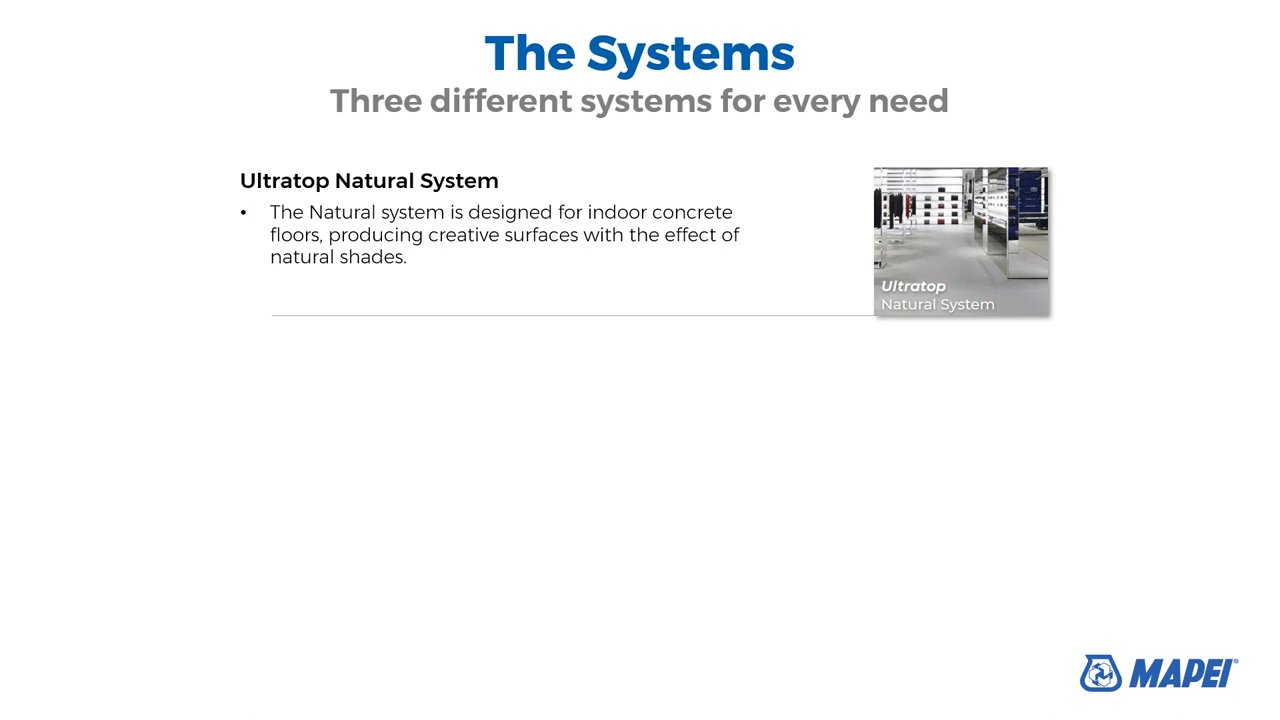 The Systems
Three different systems for every need
Ultratop Natural System
• The Natural system is designed for indoor concrete
floors, producing creative surfaces with the effect of
natural shades.
Ultratop
Natural System
MAPEI®